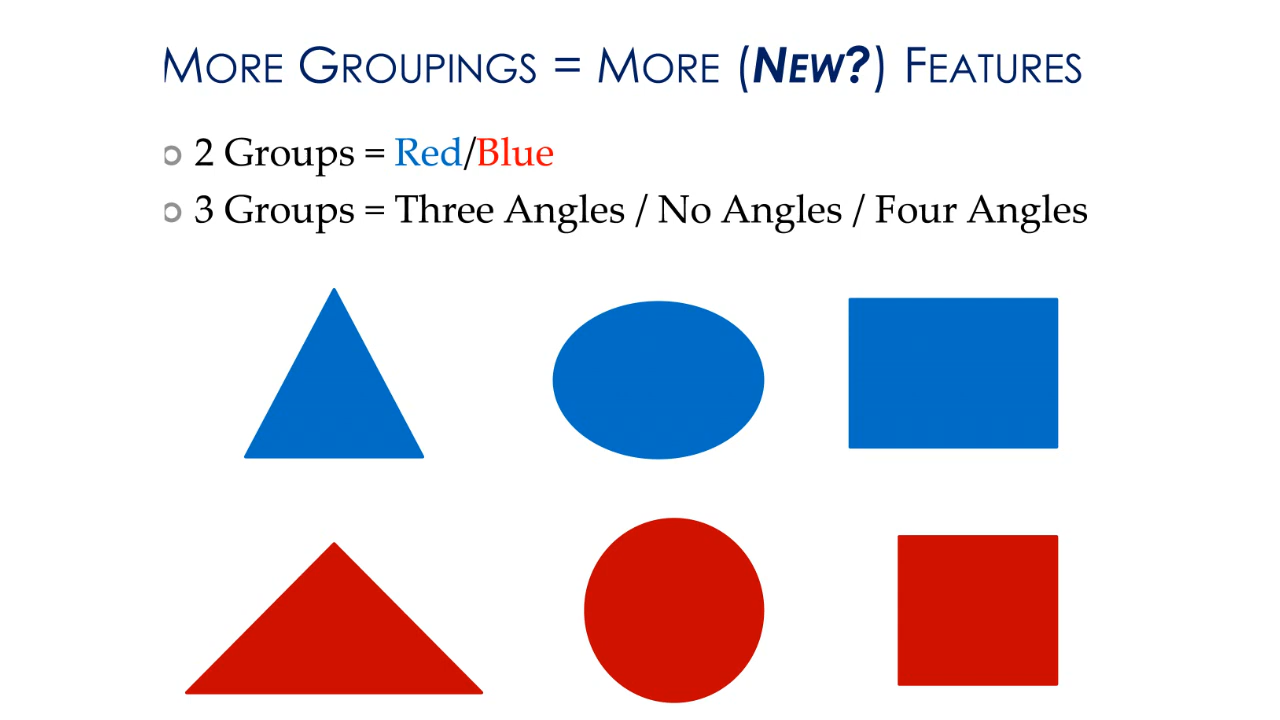 MORE GROUPINGS = MORE (NEW?) FEATURES
2 Groups = Red/Blue
3 Groups = Three Angles / No Angles / Four Angles